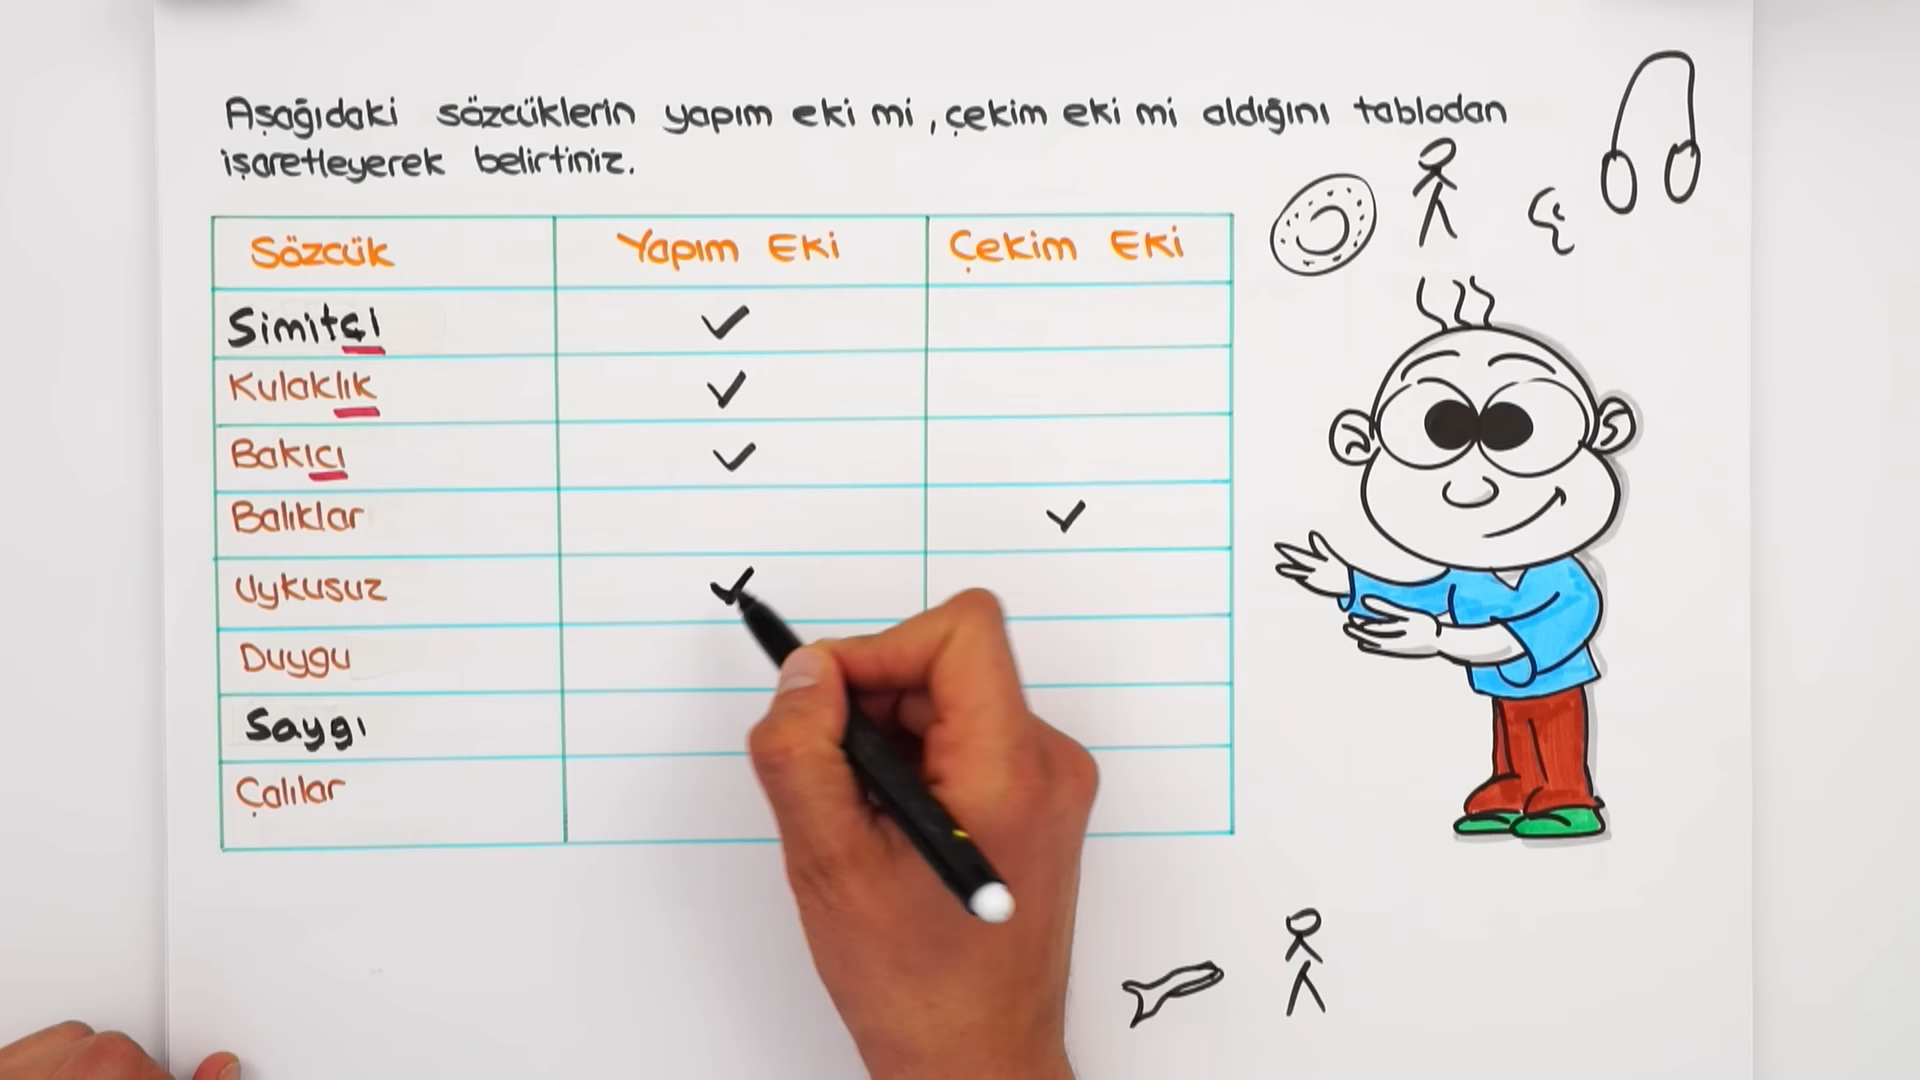 Aşağıdaki sözcüklerin yapım eki mi, çekim eki mi aldığını tablodan
işaretleyerek belirtiniz.
Sözcük Yapım Eki Çekim Eki
Simitçi
Kulaklık
Bakıcı
Balıklar
Uykusuz
Duygu
Saygı
Çalılar